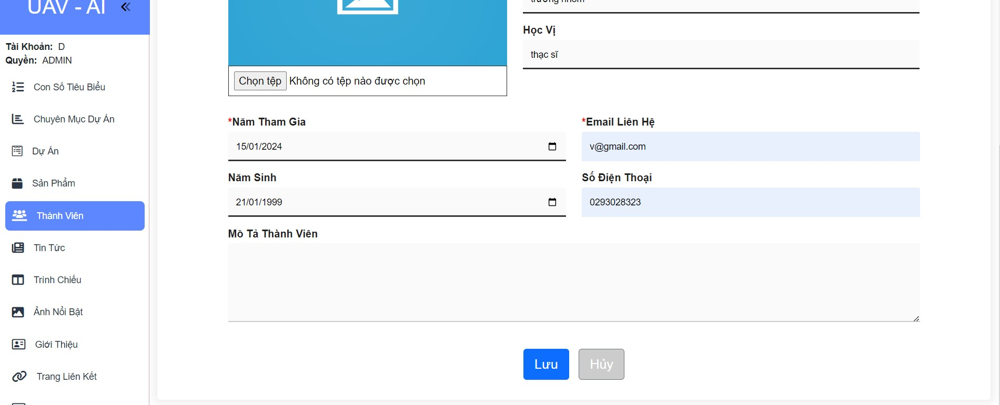 UAV - AI
Tài Khoản: D
Quyền: ADMIN
Con Số Tiêu Biểu
Chuyên Mục Dự Án
Dự Án
Sản Phẩm
Thành Viên
Tin Tức
Trình Chiếu
Ảnh Nổi Bật
Giới Thiệu
Trang Liên Kết
trưởng nhóm
Học Vị
thạc sĩ
Chọn tệp Không có tệp nào được chọn
*Năm Tham Gia
15/01/2024
*Email Liên Hệ
v@gmail.com
Năm Sinh
21/01/1999
Số Điện Thoại
0293028323
Mô Tả Thành Viên
Lưu
Hủy